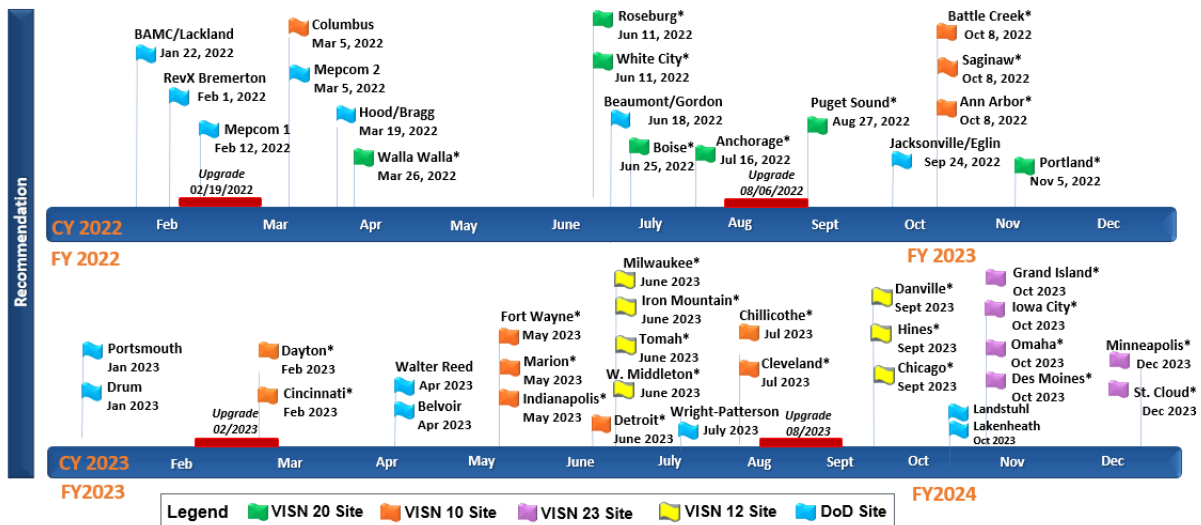 Recommendation
BAMC/Lackland
Jan 22, 2022
RevX Bremerton
Feb 1, 2022
Mepcom 1
Feb 12, 2022
Upgrade
02/19/2022
Columbus
Mar 5, 2022
Mepcom 2
Mar 5, 2022
Hood/Bragg
Mar 19, 2022
Walla Walla*
Mar 26, 2022
Roseburg*
Jun 11, 2022
White City*
Jun 11, 2022
Beaumont/Gordon
Jun 18, 2022
Boise*
Jun 25, 2022
Anchorage*
Jul 16, 2022
Upgrade
08/06/2022
Puget Sound*
Aug 27, 2022
Battle Creek*
Oct 8, 2022
Saginaw*
Oct 8, 2022
Ann Arbor*
Oct 8, 2022
Jacksonville/Eglin
Sep 24, 2022
Portland*
Nov 5, 2022
CY 2022 Feb Mar Apr May June July Aug Sept Oct Nov Dec
FY 2022 FY 2023
Portsmouth
Jan 2023
Drum
Jan 2023
Dayton*
Feb 2023
Cincinnati*
Feb 2023
Upgrade
02/2023
Walter Reed
Apr 2023
Belvoir
Apr 2023
Fort Wayne*
May 2023
Marion*
May 2023
Indianapolis*
May 2023
Milwaukee*
June 2023
Iron Mountain*
June 2023
Tomah*
June 2023
W. Middleton*
June 2023
Detroit*
June 2023
Wright-Patterson
July 2023
Chillicothe*
Jul 2023
Cleveland*
Jul 2023
Upgrade
08/2023
Danville*
Sept 2023
Hines*
Sept 2023
Chicago*
Sept 2023
Grand Island*
Oct 2023
Iowa City*
Oct 2023
Omaha*
Oct 2023
Des Moines*
Oct 2023
Landstuhl
Lakenheath
Oct 2023
Minneapolis*
Dec 2023
St. Cloud*
Dec 2023
CY 2023 Feb Mar Apr May June July Aug Sept Oct Nov Dec
FY2023 FY2024
Legend VISN 20 Site VISN 10 Site VISN 23 Site VISN 12 Site DoD Site